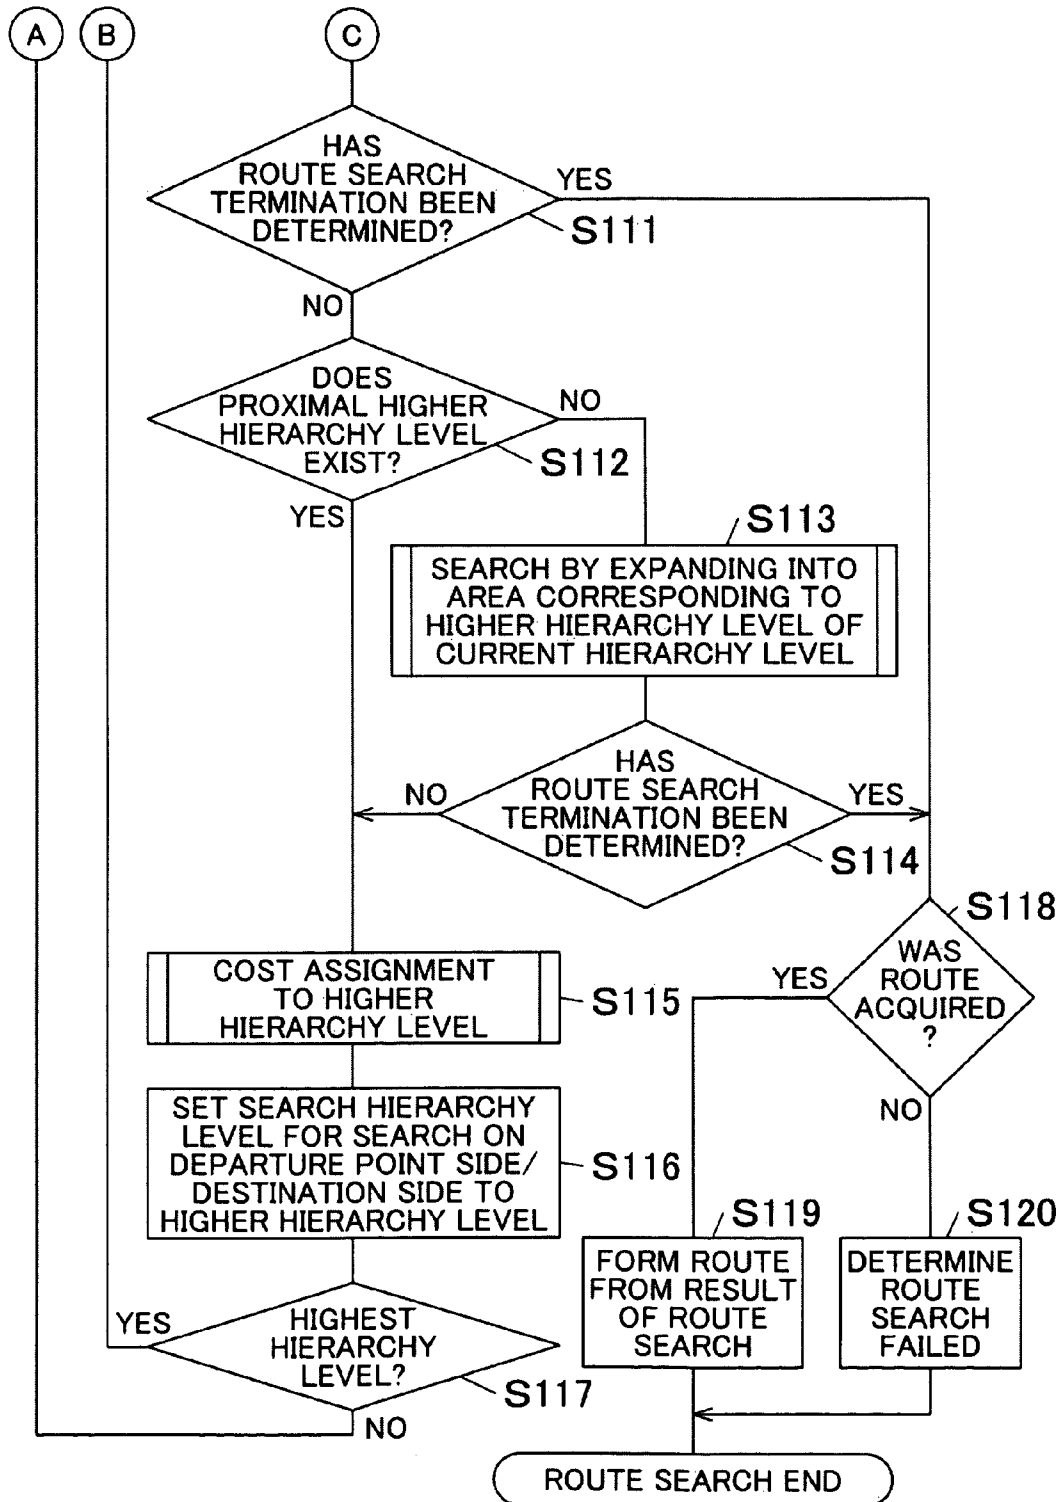 A
B
C
HAS
ROUTE SEARCH
TERMINATION BEEN
DETERMINED?
YES
S111
NO
DOES
PROXIMAL HIGHER
HIERARCHY LEVEL
EXIST?
NO
S112
YES
S113
SEARCH BY EXPANDING INTO
AREA CORRESPONDING TO
HIGHER HIERARCHY LEVEL OF
CURRENT HIERARCHY LEVEL
HAS
ROUTE SEARCH
TERMINATION BEEN
DETERMINED?
NO
YES
S114
COST ASSIGNMENT
TO HIGHER
HIERARCHY LEVEL
S115
SET SEARCH HIERARCHY
LEVEL FOR SEARCH ON
DEPARTURE POINT SIDE/
DESTINATION SIDE TO
HIGHER HIERARCHY LEVEL
S116
HIGHEST
HIERARCHY
LEVEL?
YES
S117
NO
S118
WAS
ROUTE
ACQUIRED
?
YES
NO
S119
FORM ROUTE
FROM RESULT
OF ROUTE
SEARCH
S120
DETERMINE
ROUTE
SEARCH
FAILED
ROUTE SEARCH END